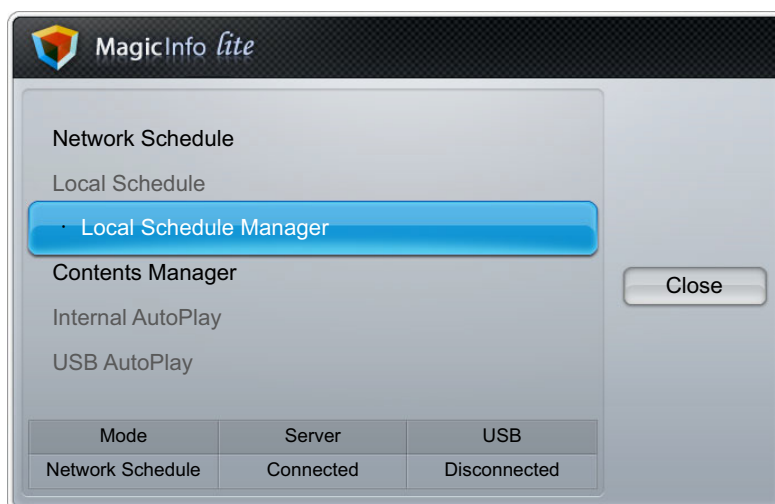 MagicInfo lite
Network Schedule
Local Schedule
· Local Schedule Manager
Contents Manager
Close
Internal AutoPlay
USB AutoPlay
Mode Server USB
Network Schedule Connected Disconnected